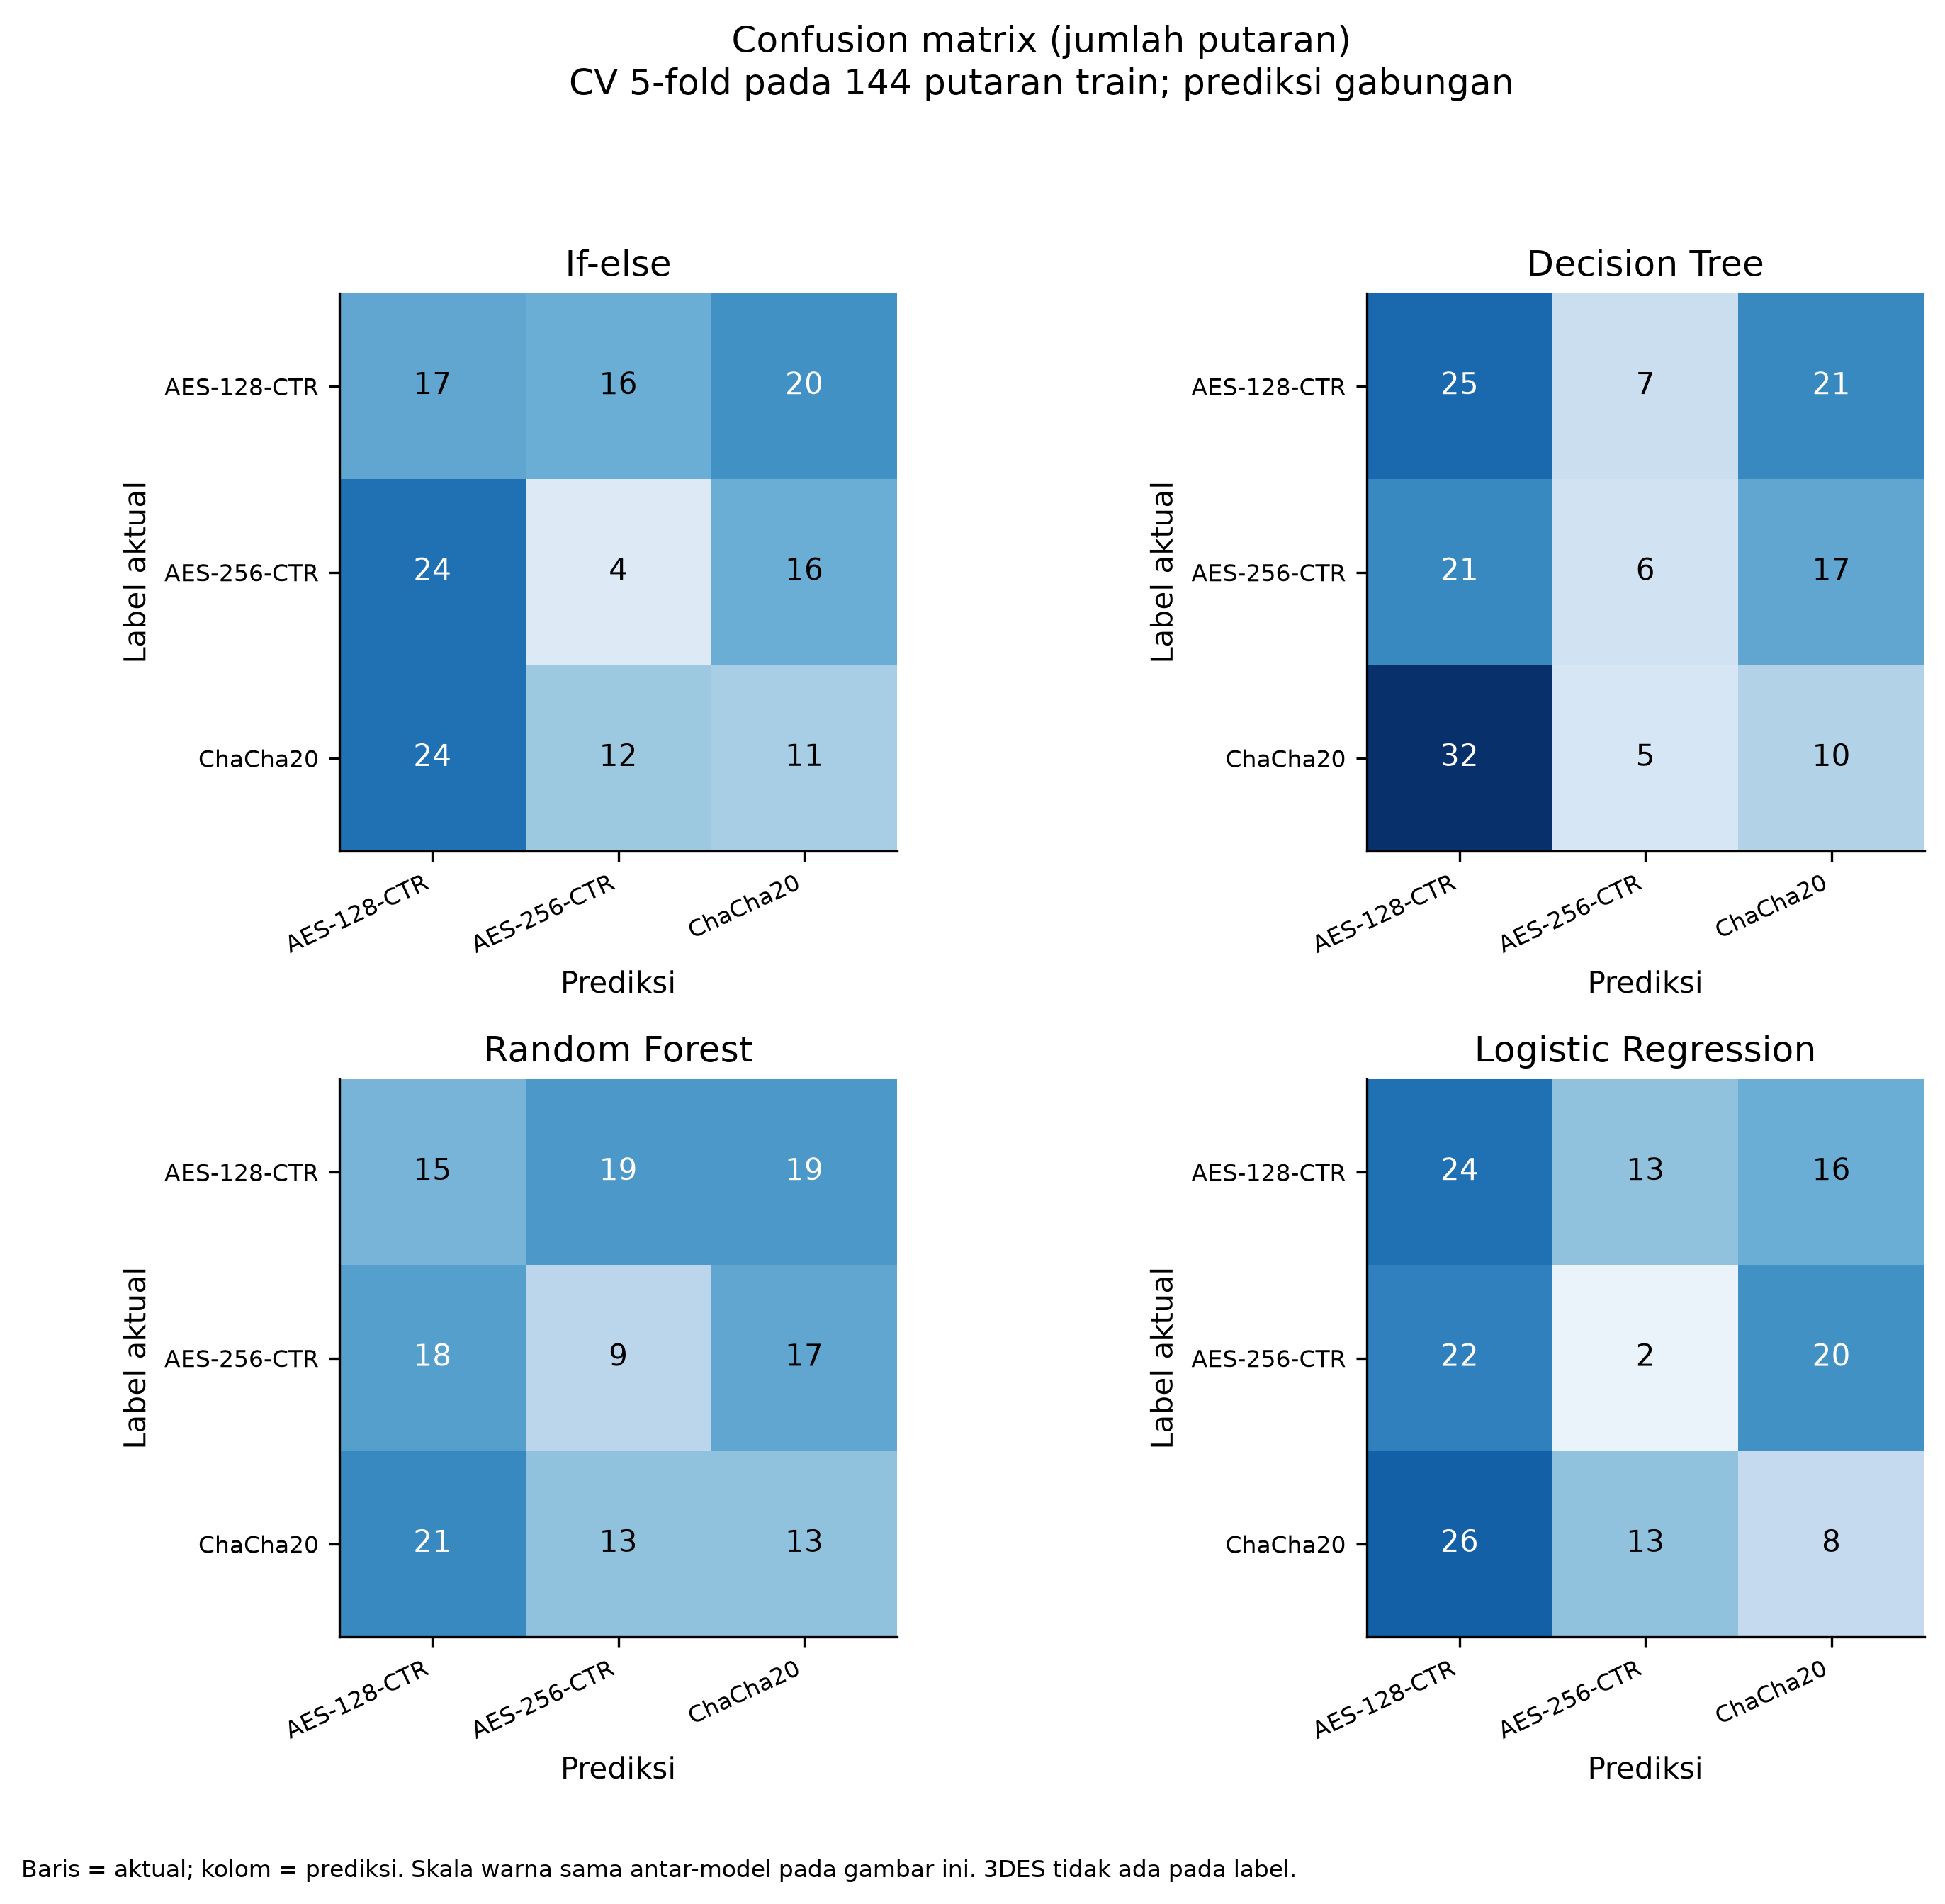 Confusion matrix (jumlah putaran)
CV 5-fold pada 144 putaran train; prediksi gabungan
If-else
Label aktual
AES-128-CTR 17 16 20
AES-256-CTR 24 4 16
ChaCha20 24 12 11
AES-128-CTR AES-256-CTR ChaCha20
Prediksi
Decision Tree
Label aktual
AES-128-CTR 25 7 21
AES-256-CTR 21 6 17
ChaCha20 32 5 10
AES-128-CTR AES-256-CTR ChaCha20
Prediksi
Random Forest
Label aktual
AES-128-CTR 15 19 19
AES-256-CTR 18 9 17
ChaCha20 21 13 13
AES-128-CTR AES-256-CTR ChaCha20
Prediksi
Logistic Regression
Label aktual
AES-128-CTR 24 13 16
AES-256-CTR 22 2 20
ChaCha20 26 13 8
AES-128-CTR AES-256-CTR ChaCha20
Prediksi
Baris = aktual; kolom = prediksi. Skala warna sama antar-model pada gambar ini. 3DES tidak ada pada label.